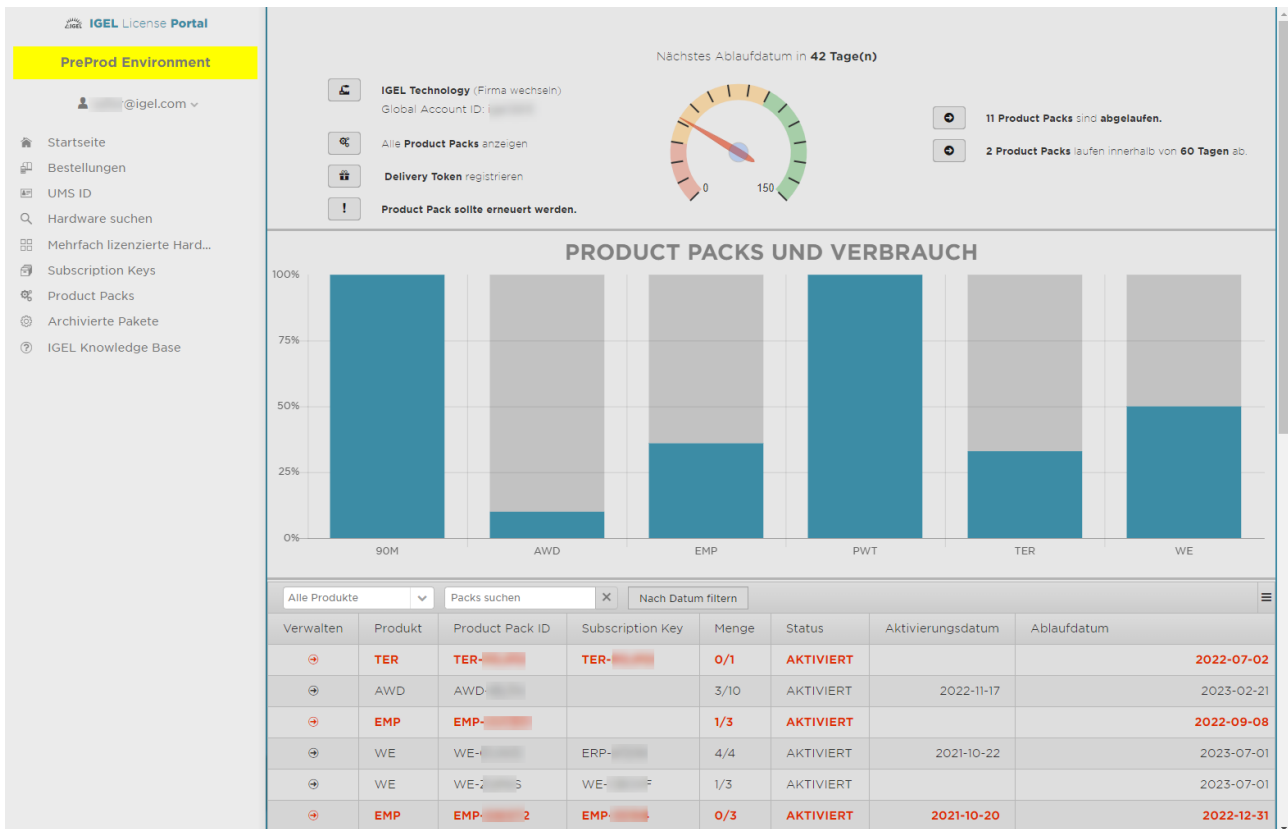 IGEL License Portal
PreProd Environment
@igel.com
Startseite
Bestellungen
UMS ID
Hardware suchen
Mehrfach lizenzierte Hard...
Subscription Keys
Product Packs
Archivierte Pakete
IGEL Knowledge Base
Nächstes Ablaufdatum in 42 Tage(n)
IGEL Technology (Firma wechseln)
Global Account ID:
Alle Product Packs anzeigen
Delivery Token registrieren
! Product Pack sollte erneuert werden.
0 150
11 Product Packs sind abgelaufen.
2 Product Packs laufen innerhalb von 60 Tagen ab.
PRODUCT PACKS UND VERBRAUCH
100%
75%
50%
25%
0%
90M AWD EMP PWT TER WE
Alle Produkte Packs suchen Nach Datum filtern
Verwalten Produkt Product Pack ID Subscription Key Menge Status Aktivierungsdatum Ablaufdatum
TER TER- TER- 0/1 AKTIVIERT 2022-07-02
AWD AWD- 3/10 AKTIVIERT 2022-11-17 2023-02-21
EMP EMP- 1/3 AKTIVIERT 2022-09-08
WE WE- ERP- 4/4 AKTIVIERT 2021-10-22 2023-07-01
WE WE- WE- 1/3 AKTIVIERT 2023-07-01
EMP EMP- EMP- 0/3 AKTIVIERT 2021-10-20 2022-12-31